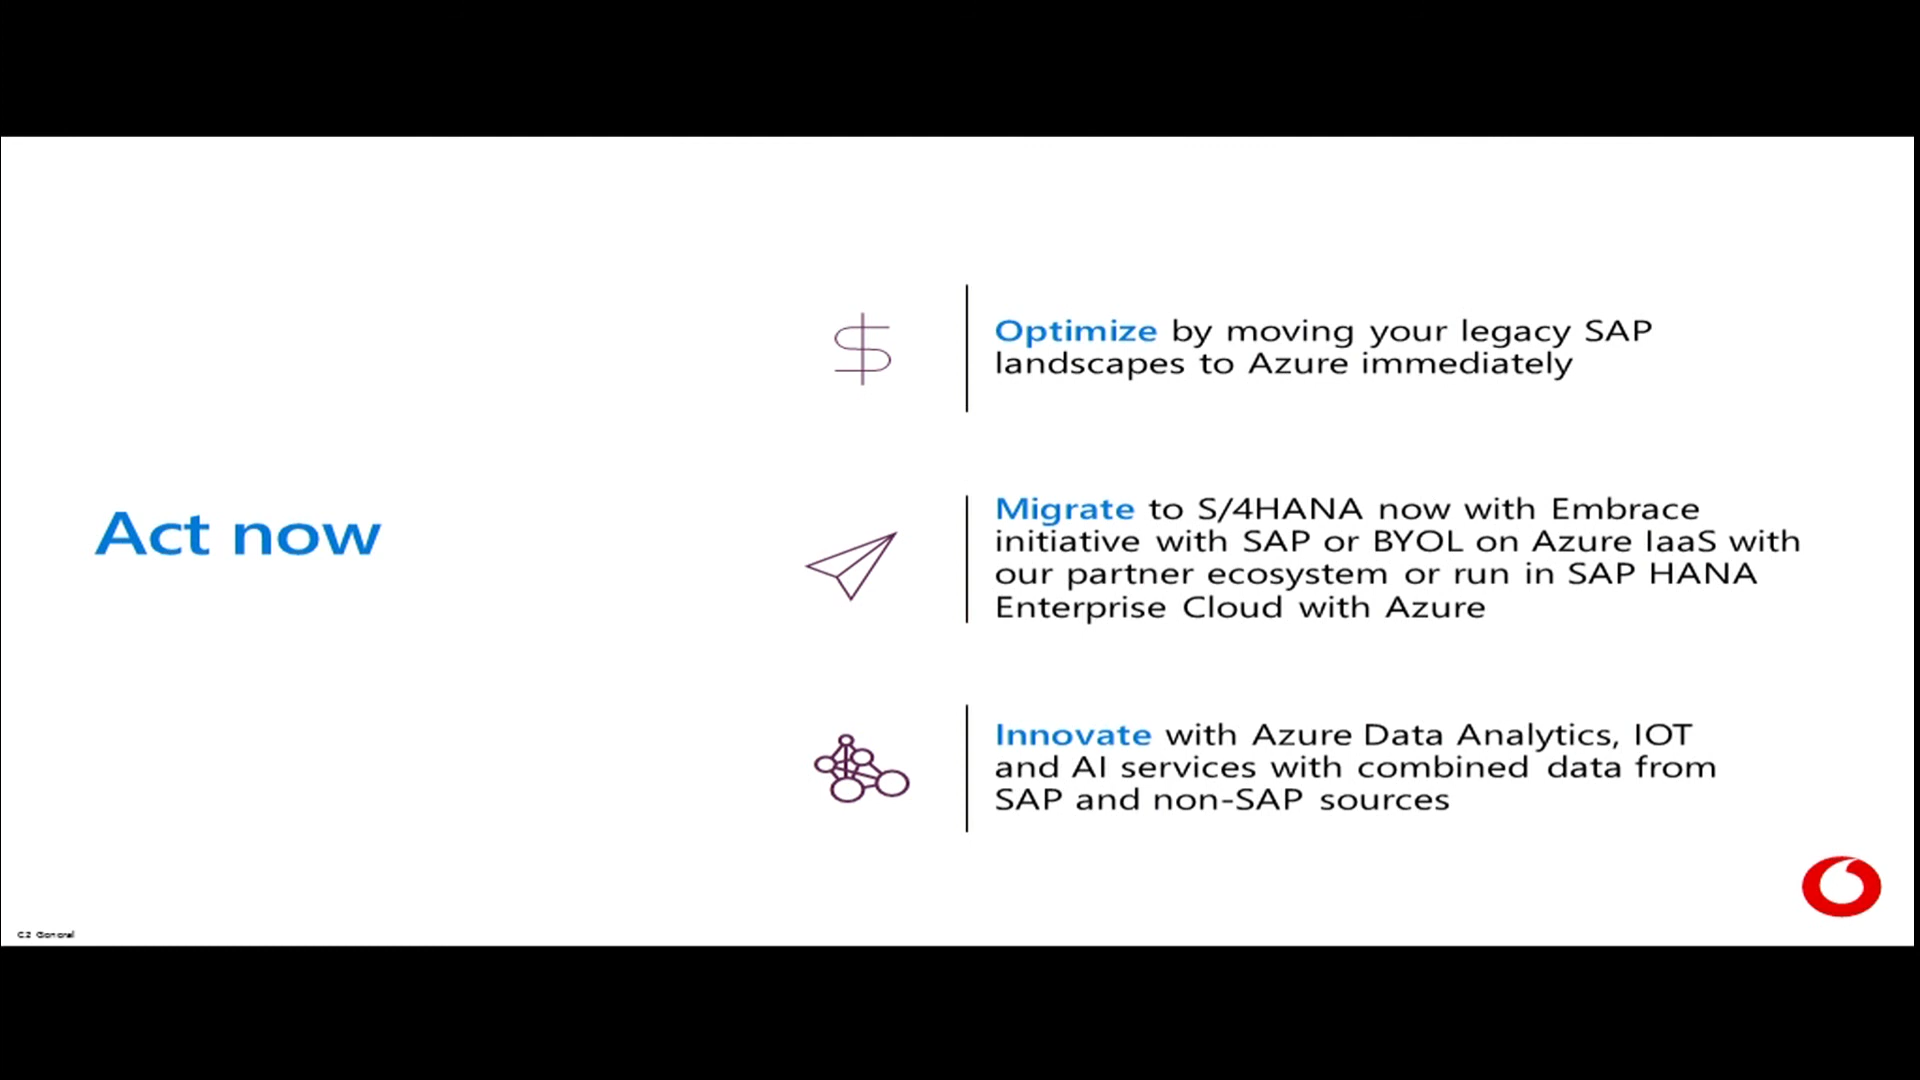 Act now
Optimize by moving your legacy SAP
landscapes to Azure immediately
Migrate to S/4HANA now with Embrace
initiative with SAP or BYOL on Azure IaaS with
our partner ecosystem or run in SAP HANA
Enterprise Cloud with Azure
Innovate with Azure Data Analytics, IOT
and AI services with combined data from
SAP and non-SAP sources
C2 General